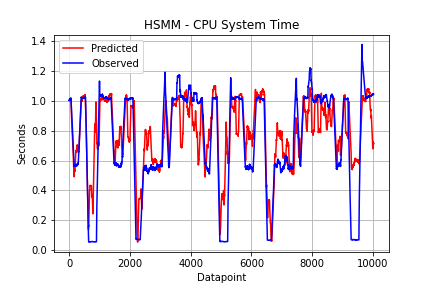 HSMM - CPU System Time
Predicted
Observed
1.4
1.2
1.0
0.8
0.6
0.4
0.2
0.0
Seconds
0 2000 4000 6000 8000 10000
Datapoint